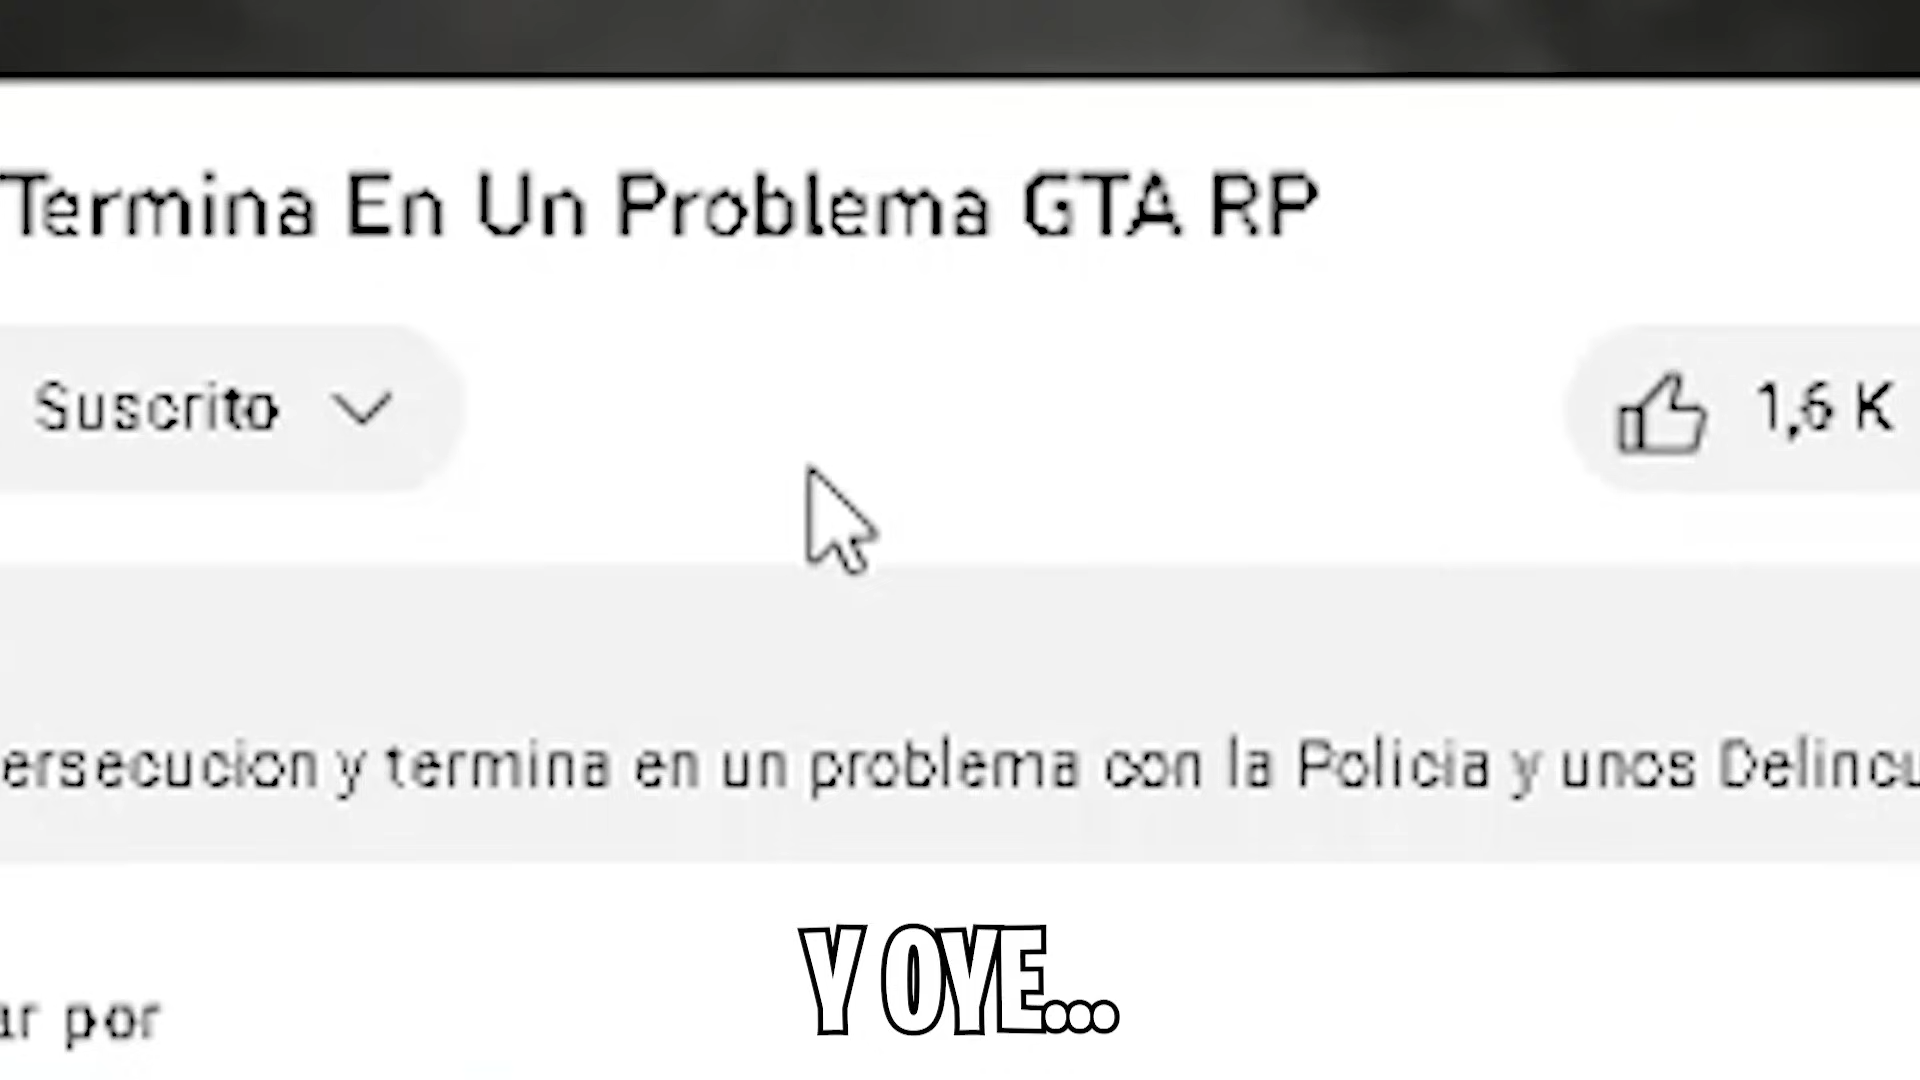 Termina En Un Problema GTA RP
Suscrito
1,6 K
ersecucion y termina en un problema con la Policia y unos Delincu
ar por
Y OYE...